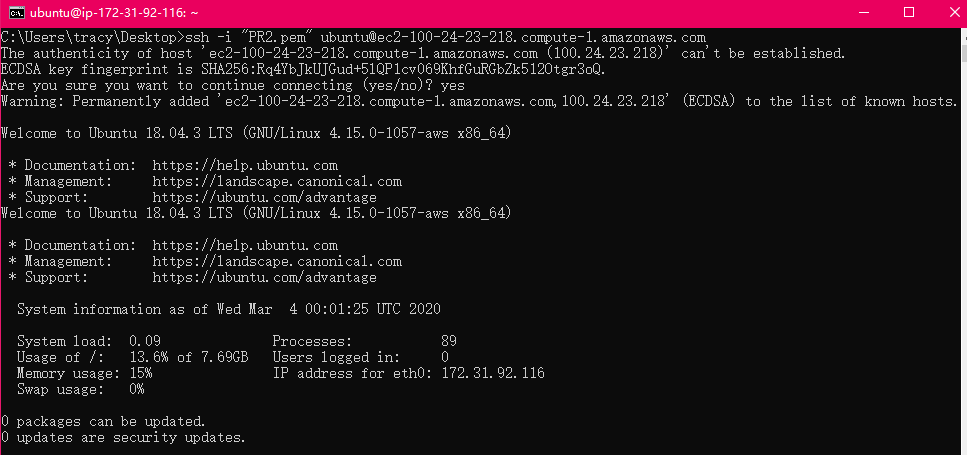 ubuntu@ip-172-31-92-116: ~
C:\Users\tracy\Desktop>ssh -i "PR2.pem" ubuntu@ec2-100-24-23-218.compute-1.amazonaws.com
The authenticity of host 'ec2-100-24-23-218.compute-1.amazonaws.com (100.24.23.218)' can't be established.
ECDSA key fingerprint is SHA256:Rq4YbJkUJGud+51QP1cv069KhfGuRGbZk512Otgr3oQ.
Are you sure you want to continue connecting (yes/no)? yes
Warning: Permanently added 'ec2-100-24-23-218.compute-1.amazonaws.com,100.24.23.218' (ECDSA) to the list of known hosts.
Welcome to Ubuntu 18.04.3 LTS (GNU/Linux 4.15.0-1057-aws x86_64)
* Documentation: https://help.ubuntu.com
* Management: https://landscape.canonical.com
* Support: https://ubuntu.com/advantage
Welcome to Ubuntu 18.04.3 LTS (GNU/Linux 4.15.0-1057-aws x86_64)
* Documentation: https://help.ubuntu.com
* Management: https://landscape.canonical.com
* Support: https://ubuntu.com/advantage
System information as of Wed Mar 4 00:01:25 UTC 2020
System load: 0.09 Processes: 89
Usage of /: 13.6% of 7.69GB Users logged in: 0
Memory usage: 15% IP address for eth0: 172.31.92.116
Swap usage: 0%
0 packages can be updated.
0 updates are security updates.